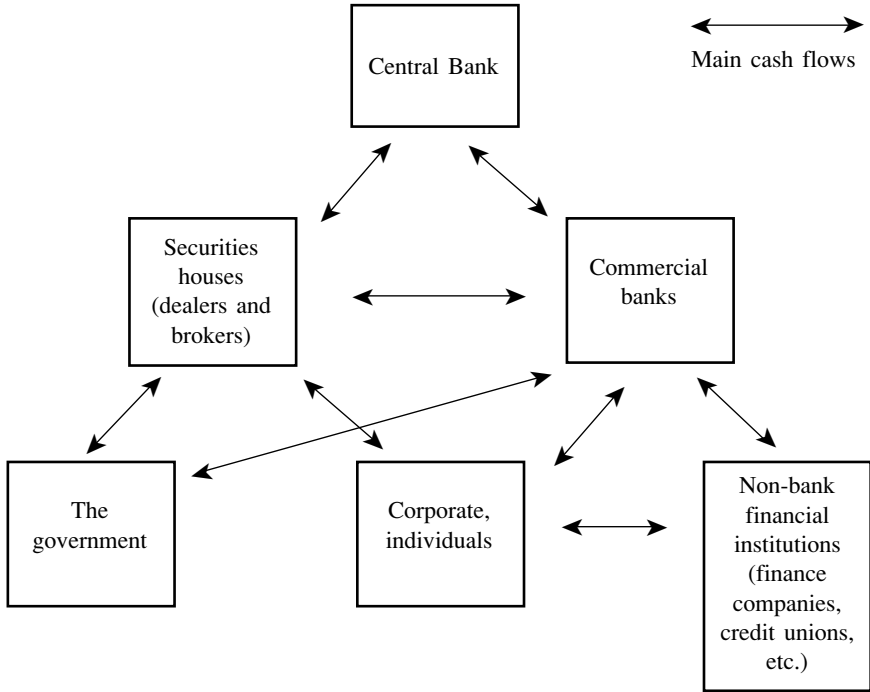 Central Bank
Main cash flows
Securities
houses
(dealers and
brokers)
Commercial
banks
The
government
Corporate,
individuals
Non-bank
financial
institutions
(finance
companies,
credit unions,
etc.)